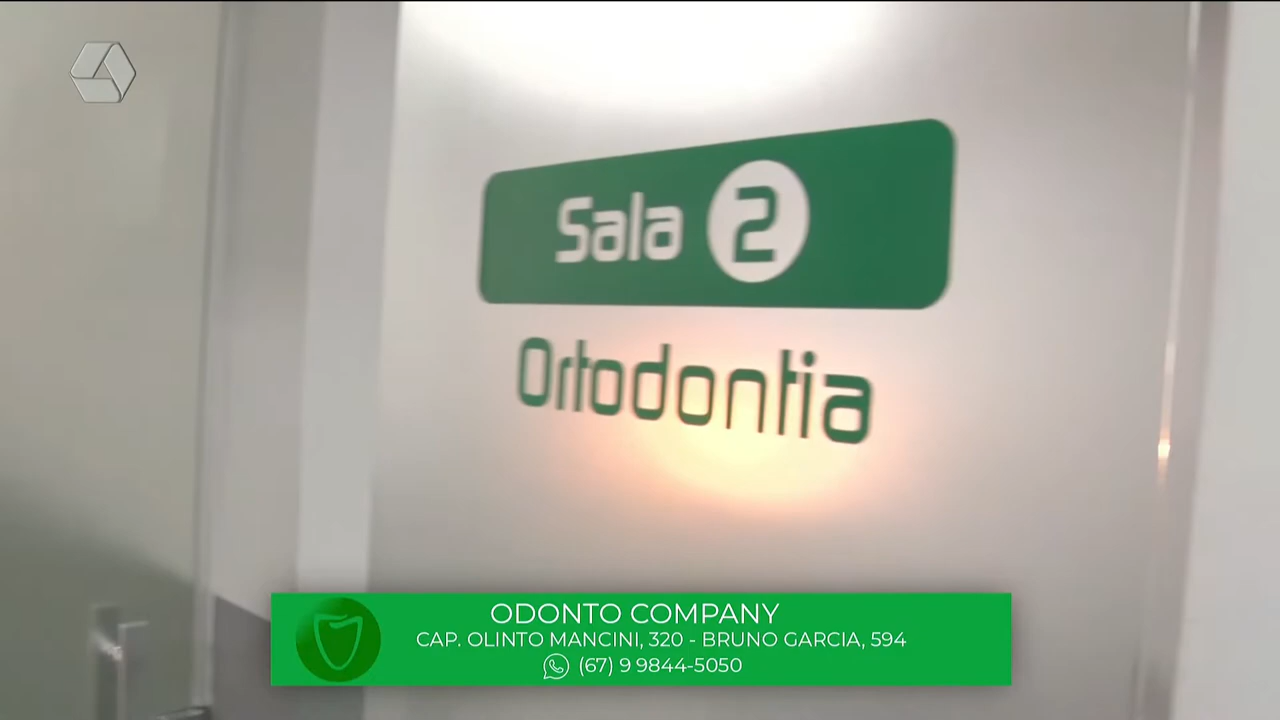 Sala 2
Ortodontia
ODONTO COMPANY
CAP. OLINTO MANCINI, 320 - BRUNO GARCIA, 594
(67) 9 9844-5050